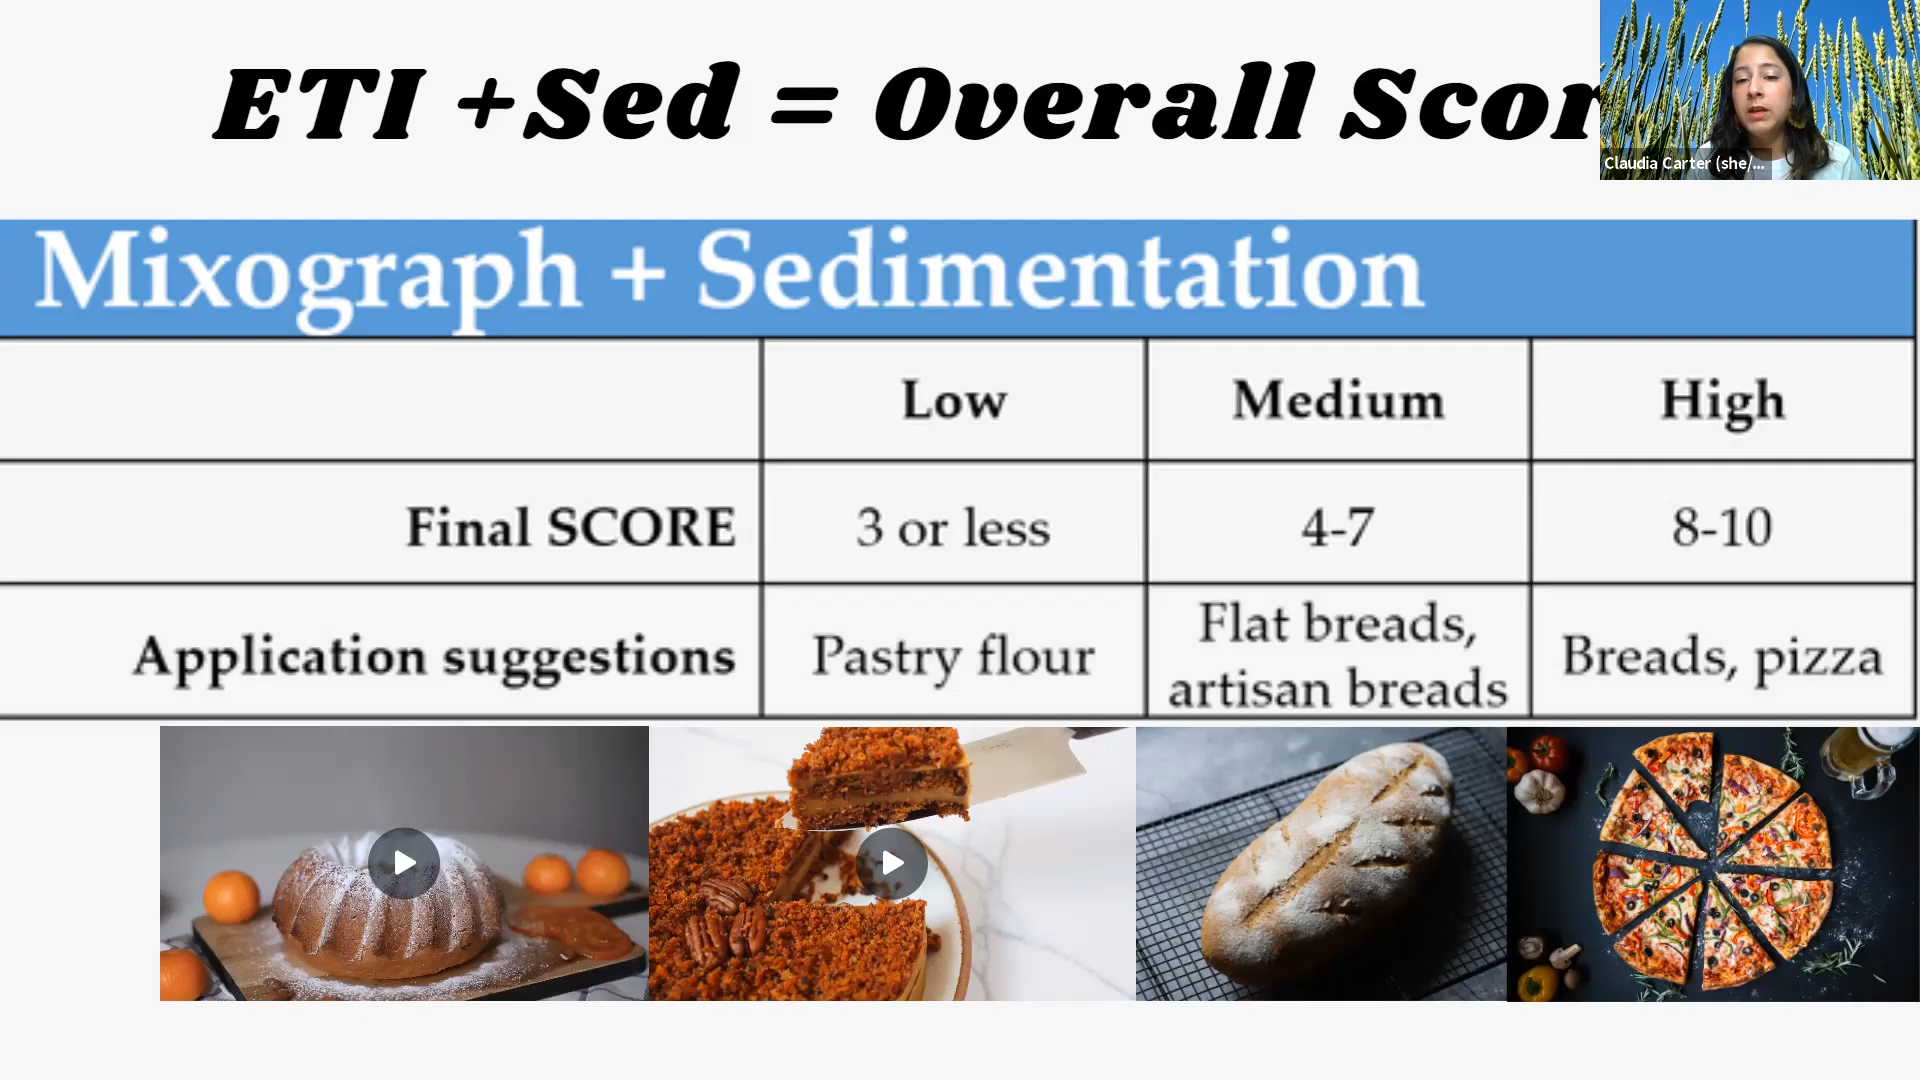 ETI +Sed = Overall Scor
Claudia Carter (she/...
Mixograph + Sedimentation
Low Medium High
Final SCORE 3 or less 4-7 8-10
Application suggestions Pastry flour Flat breads, artisan breads Breads, pizza